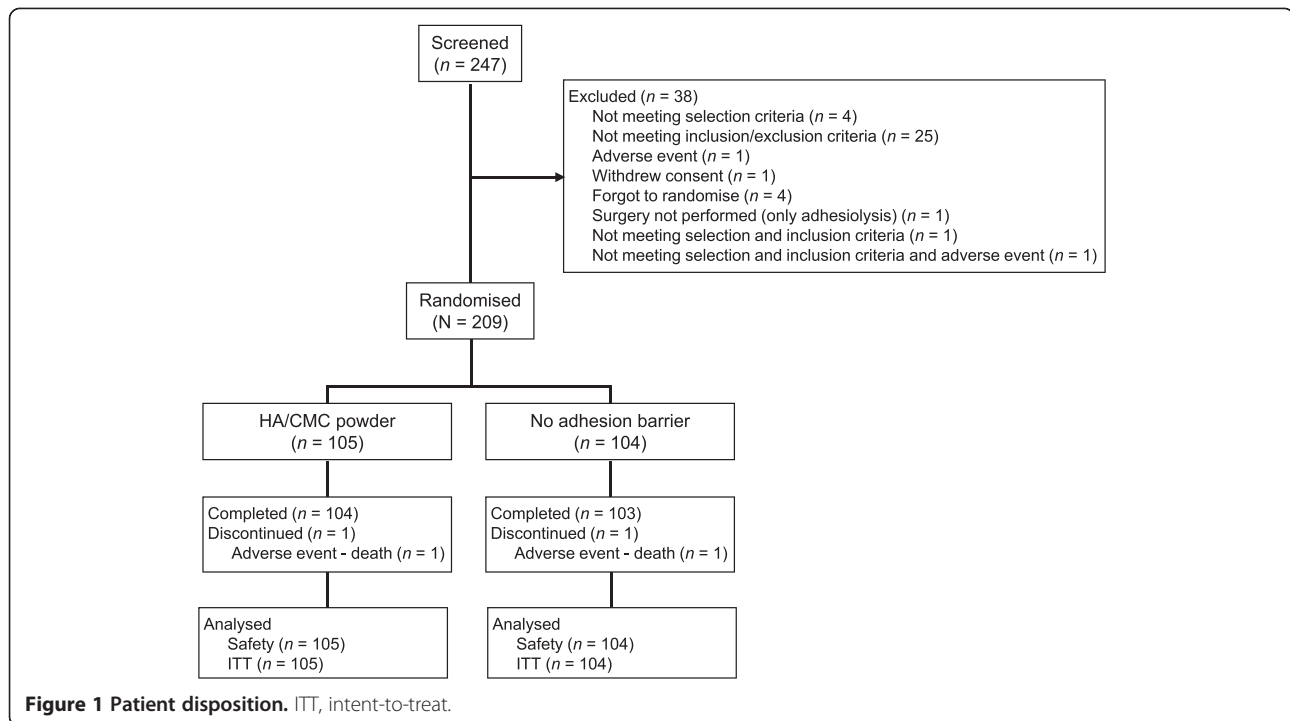 Screened
(n = 247)
Excluded (n = 38)
Not meeting selection criteria (n = 4)
Not meeting inclusion/exclusion criteria (n = 25)
Adverse event (n = 1)
Withdrew consent (n = 1)
Forgot to randomise (n = 4)
Surgery not performed (only adhesiolysis) (n = 1)
Not meeting selection and inclusion criteria (n = 1)
Not meeting selection and inclusion criteria and adverse event (n = 1)
Randomised
(N = 209)
HA/CMC powder
(n = 105)
No adhesion barrier
(n = 104)
Completed (n = 104)
Discontinued (n = 1)
Adverse event - death (n = 1)
Completed (n = 103)
Discontinued (n = 1)
Adverse event - death (n = 1)
Analysed
Safety (n = 105)
ITT (n = 105)
Analysed
Safety (n = 104)
ITT (n = 104)
Figure 1 Patient disposition. ITT, intent-to-treat.